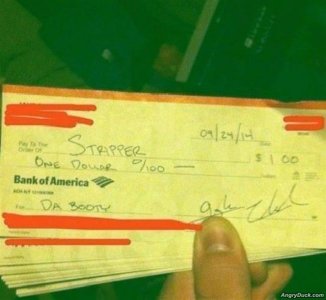 09/24/14
Pay To The
Order Of STRIPPER $ 1.00
ONE DOLLAR 0/100
Bank of America
For DA BOOTY
AngryDuck.com